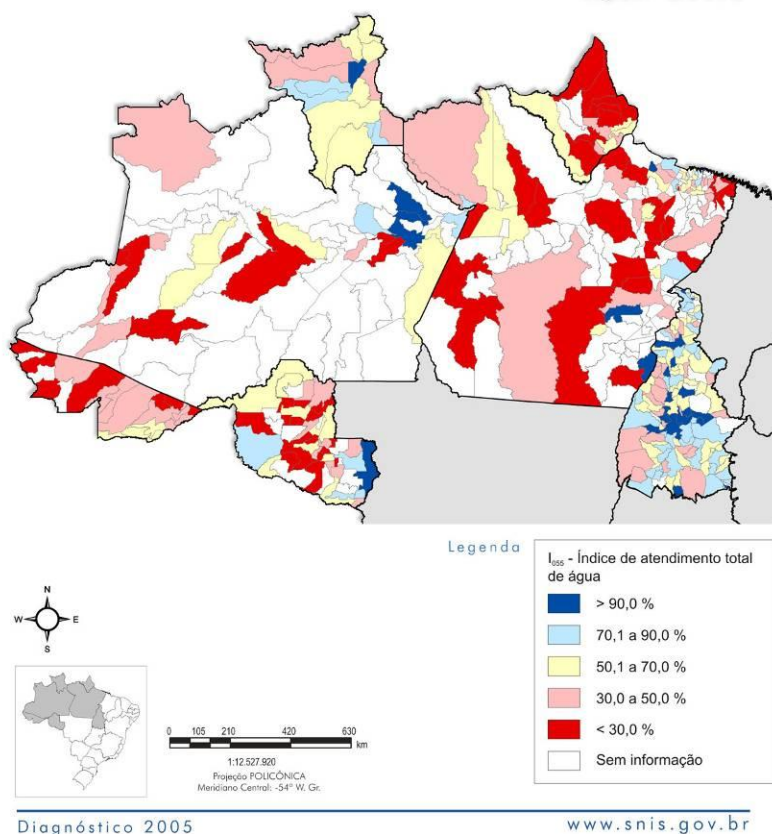 Legenda
I055 - Índice de atendimento total
de água
> 90,0 %
70,1 a 90,0 %
50,1 a 70,0 %
30,0 a 50,0 %
< 30,0 %
Sem informação
N
W E
S
0 105 210 420 630
km
1:12.527.920
Projeção POLICÔNICA
Meridiano Central: -54° W. Gr.
Diagnóstico 2005
www.snis.gov.br